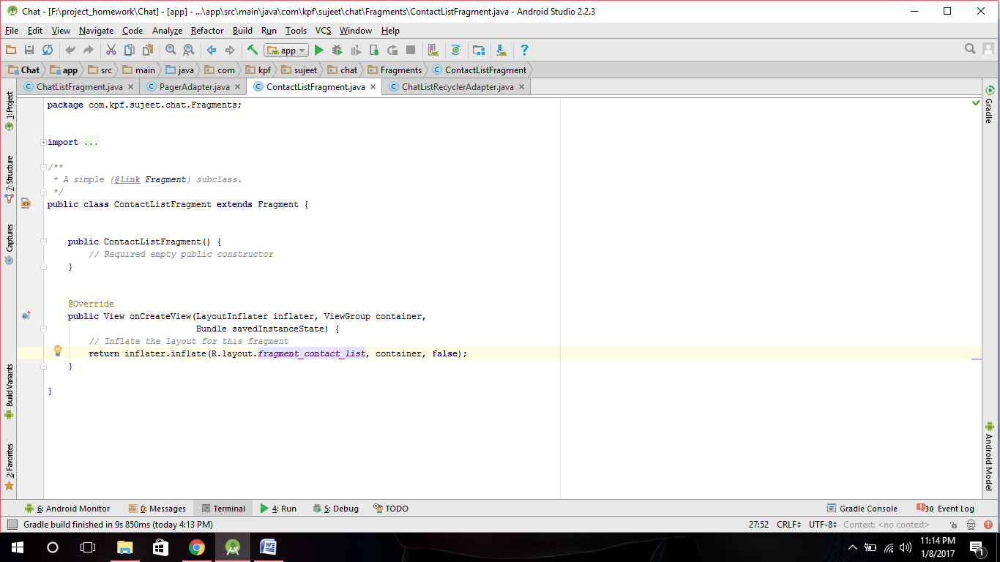 Chat - [F:\project_homework\Chat] - [app] - ...\app\src\main\java\com\kpf\sujeet\chat\Fragments\ContactListFragment.java - Android Studio 2.2.3
File Edit View Navigate Code Analyze Refactor Build Run Tools VCS Window Help
app
Chat app src main java com kpf sujeet chat Fragments ContactListFragment
ChatListFragment.java PagerAdapter.java ContactListFragment.java ChatListRecyclerAdapter.java
1: Project
7: Structure
Captures
Build Variants
2: Favorites
Gradle
Android Model
package com.kpf.sujeet.chat.Fragments;
import ...
/**
* A simple {@link Fragment} subclass.
*/
public class ContactListFragment extends Fragment {
public ContactListFragment() {
// Required empty public constructor
}
@Override
public View onCreateView(LayoutInflater inflater, ViewGroup container,
Bundle savedInstanceState) {
// Inflate the layout for this fragment
return inflater.inflate(R.layout.fragment_contact_list, container, false);
}
}
6: Android Monitor 0: Messages Terminal 4: Run 5: Debug TODO Gradle Console 30 Event Log
Gradle build finished in 9s 850ms (today 4:13 PM) 27:52 CRLF UTF-8 Context: <no context>
11:14 PM
1/8/2017
1